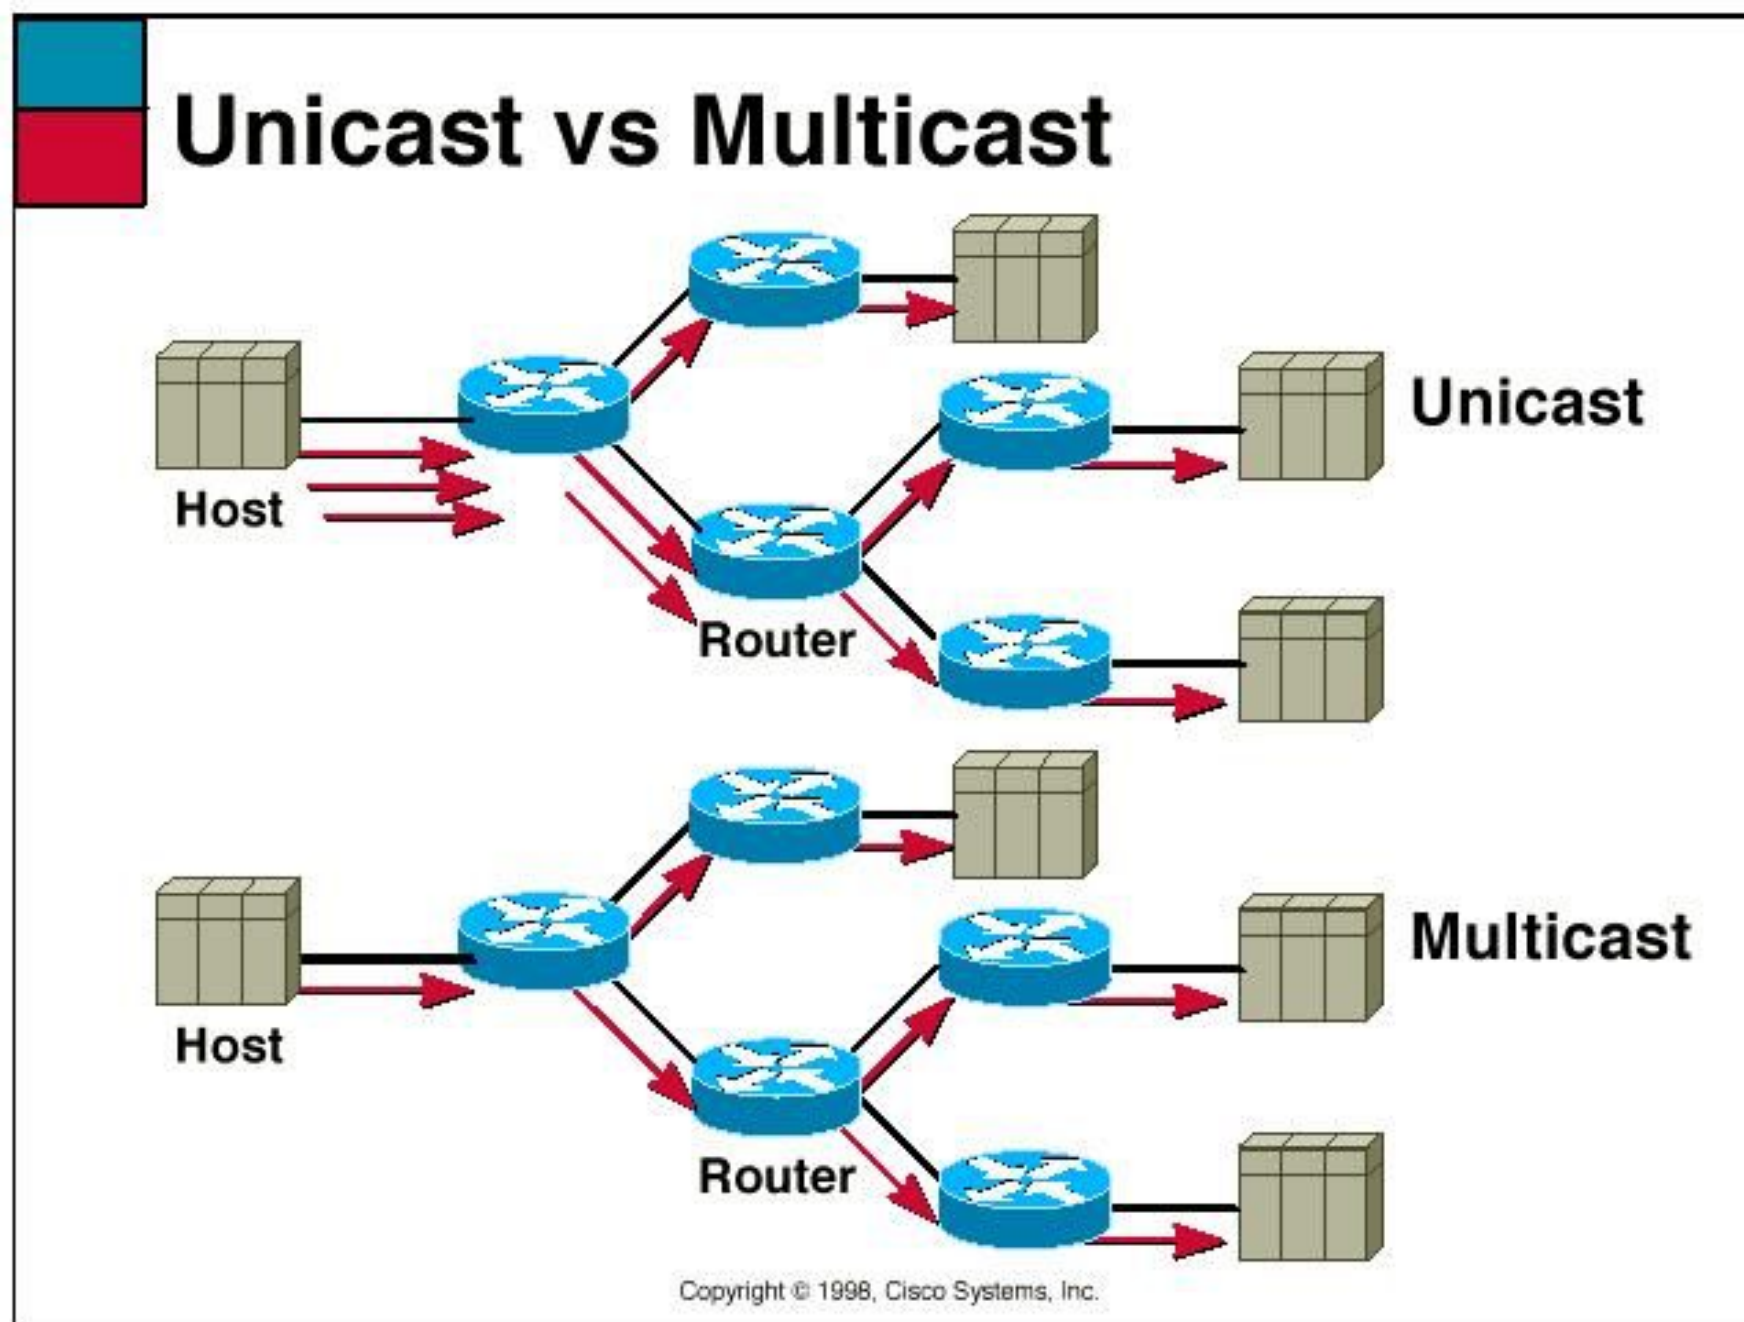 Unicast vs Multicast
Unicast
Host
Router
Multicast
Host
Router
Copyright © 1998, Cisco Systems, Inc.